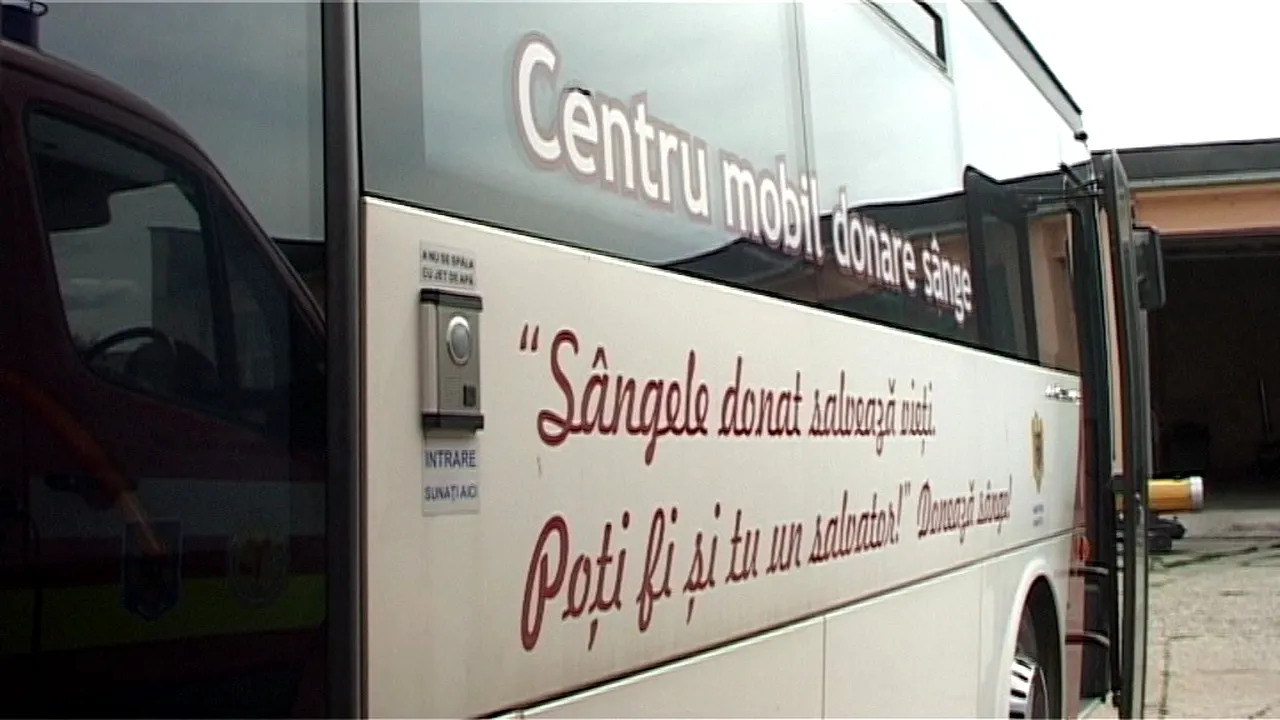 Centru mobil donare sânge
A NU SE SPĂLA
CU JET DE APĂ
INTRARE
SUNAȚI AICI
“Sângele donat salvează vieți.
Poți fi și tu un salvator!” Donează sânge!